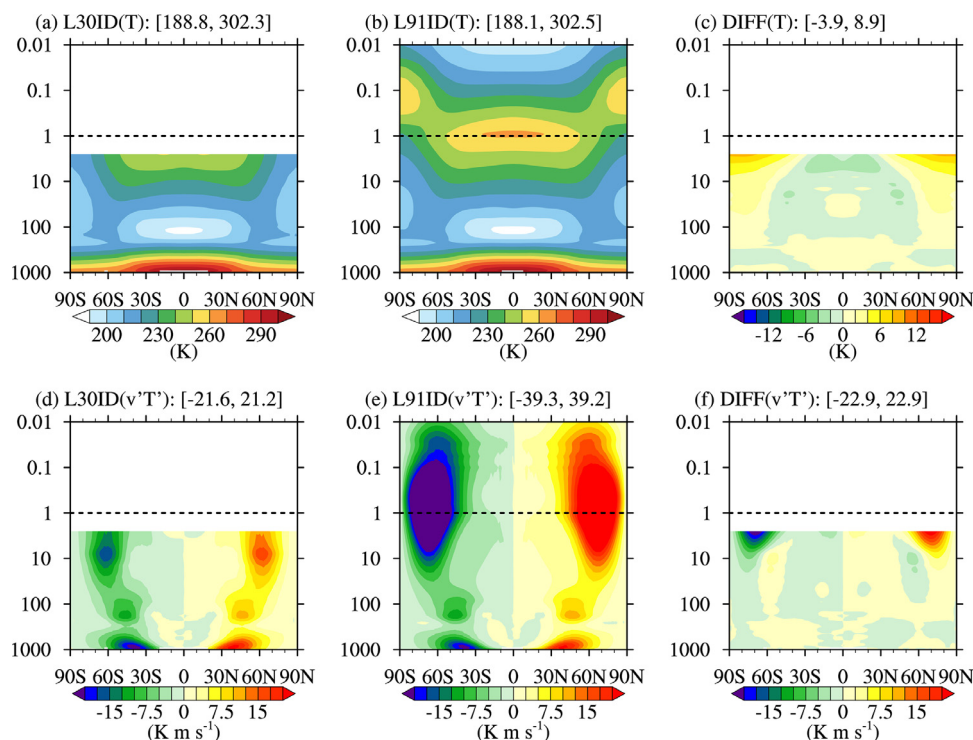 (a) L30ID(T): [188.8, 302.3]
(b) L91ID(T): [188.1, 302.5]
(c) DIFF(T): [-3.9, 8.9]
0.01 0.01 0.01
0.1 0.1 0.1
1 1 1
10 10 10
100 100 100
1000 1000 1000
90S 60S 30S 0 30N 60N 90N 90S 60S 30S 0 30N 60N 90N 90S 60S 30S 0 30N 60N 90N
200 230 260 290 200 230 260 290 -12 -6 0 6 12
(K) (K) (K)
(d) L30ID(v’T’): [-21.6, 21.2]
(e) L91ID(v’T’): [-39.3, 39.2]
(f) DIFF(v’T’): [-22.9, 22.9]
0.01 0.01 0.01
0.1 0.1 0.1
1 1 1
10 10 10
100 100 100
1000 1000 1000
90S 60S 30S 0 30N 60N 90N 90S 60S 30S 0 30N 60N 90N 90S 60S 30S 0 30N 60N 90N
-15 -7.5 0 7.5 15 -15 -7.5 0 7.5 15 -15 -7.5 0 7.5 15
(K m s⁻¹) (K m s⁻¹) (K m s⁻¹)